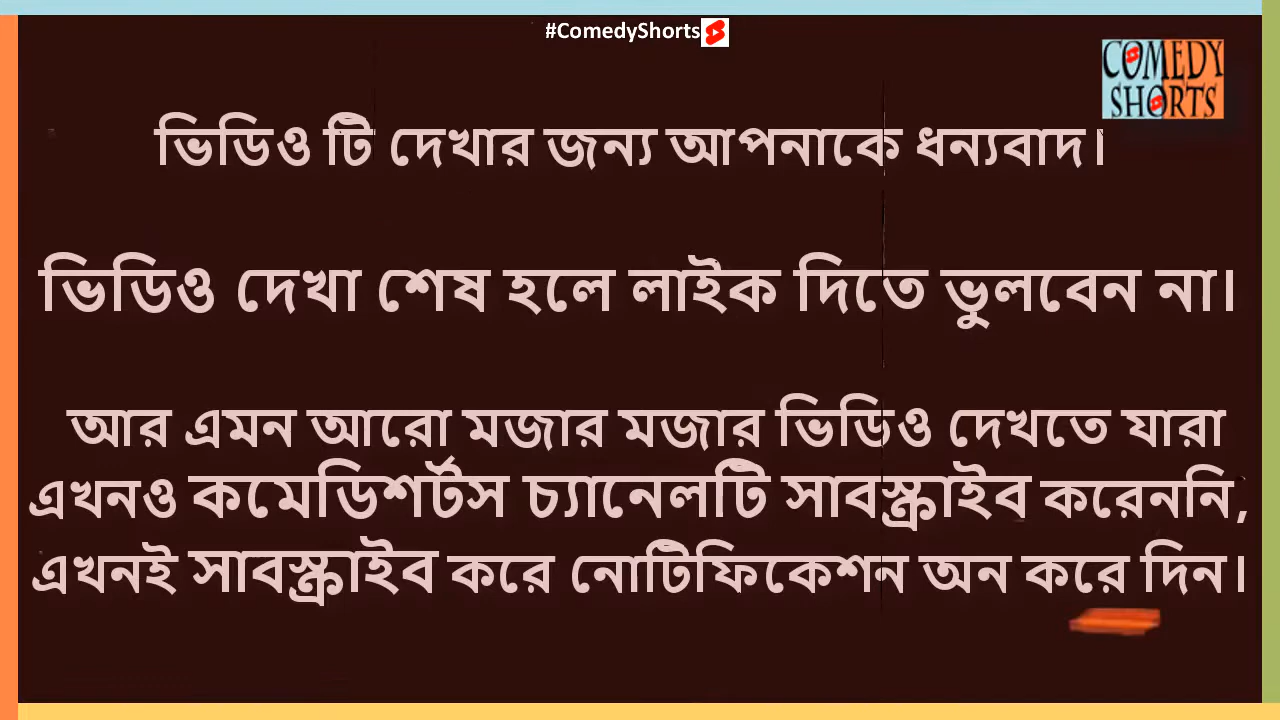 #ComedyShorts
COMEDY
SHORTS
ভিডিও টি দেখার জন্য আপনাকে ধন্যবাদ।
ভিডিও দেখা শেষ হলে লাইক দিতে ভুলবেন না।
আর এমন আরো মজার মজার ভিডিও দেখতে যারা
এখনও কমেডিশর্টস চ্যানেলটি সাবস্ক্রাইব করেননি,
এখনই সাবস্ক্রাইব করে নোটিফিকেশন অন করে দিন।